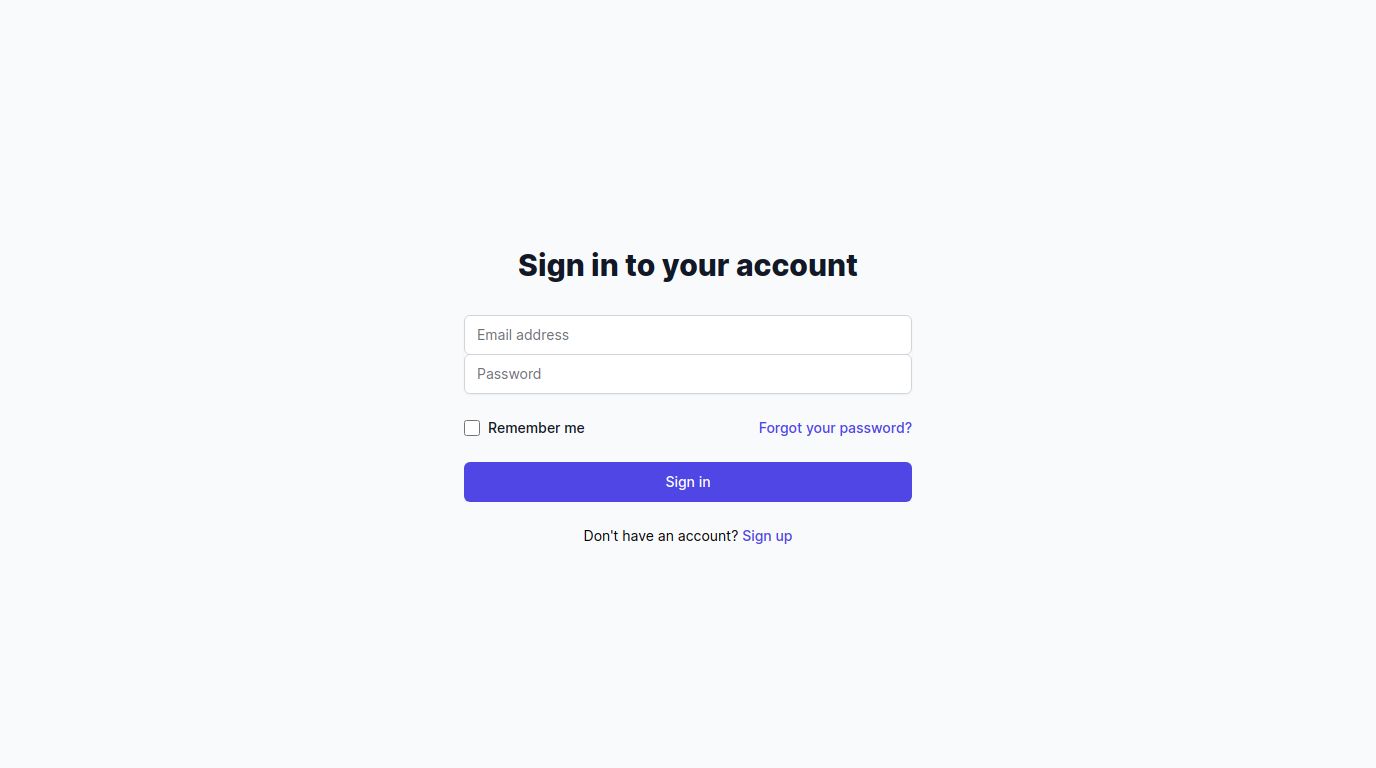 Sign in to your account
Email address
Password
Remember me
Forgot your password?
Sign in
Don't have an account? Sign up